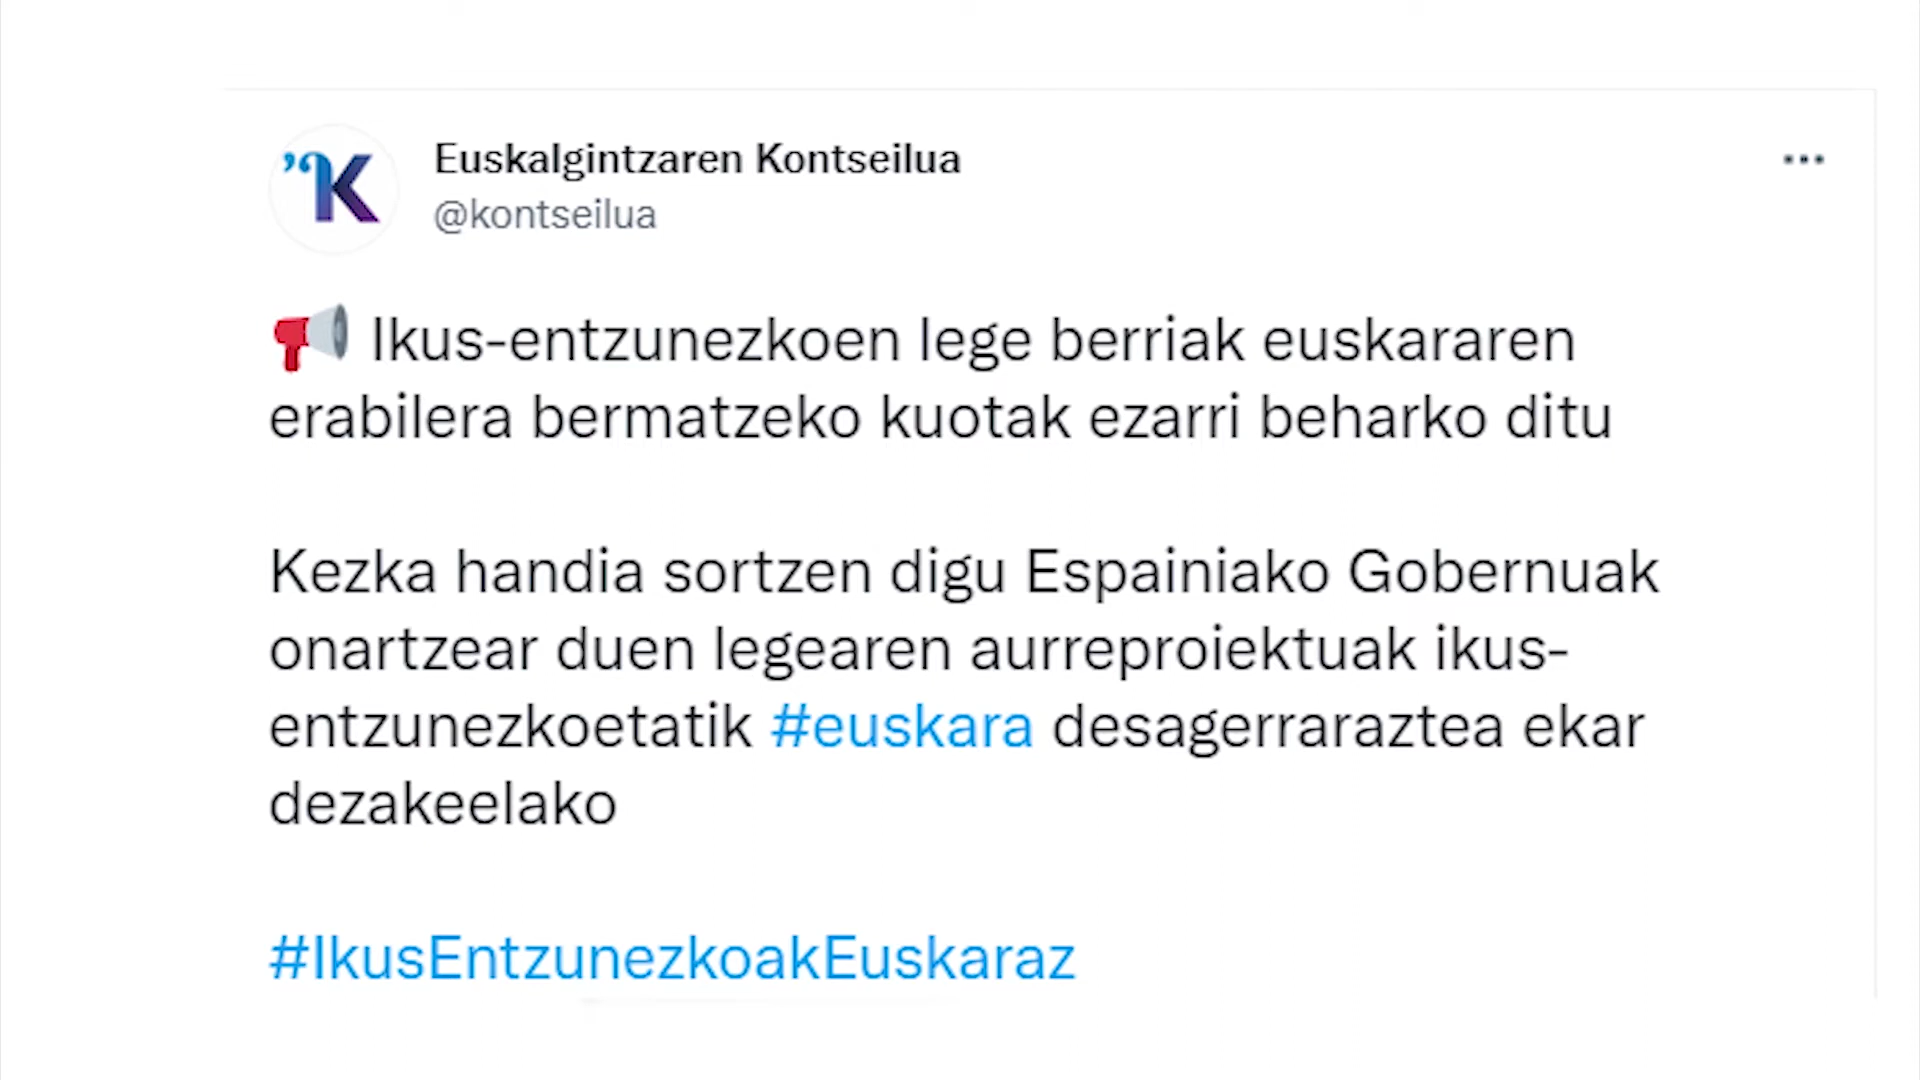 Euskalgintzaren Kontseilua
@kontseilua
📢 Ikus-entzunezkoen lege berriak euskararen
erabilera bermatzeko kuotak ezarri beharko ditu
Kezka handia sortzen digu Espainiako Gobernuak
onartzear duen legearen aurreproiektuak ikus-
entzunezkoetatik #euskara desagerraraztea ekar
dezakeelako
#IkusEntzunezkoakEuskaraz